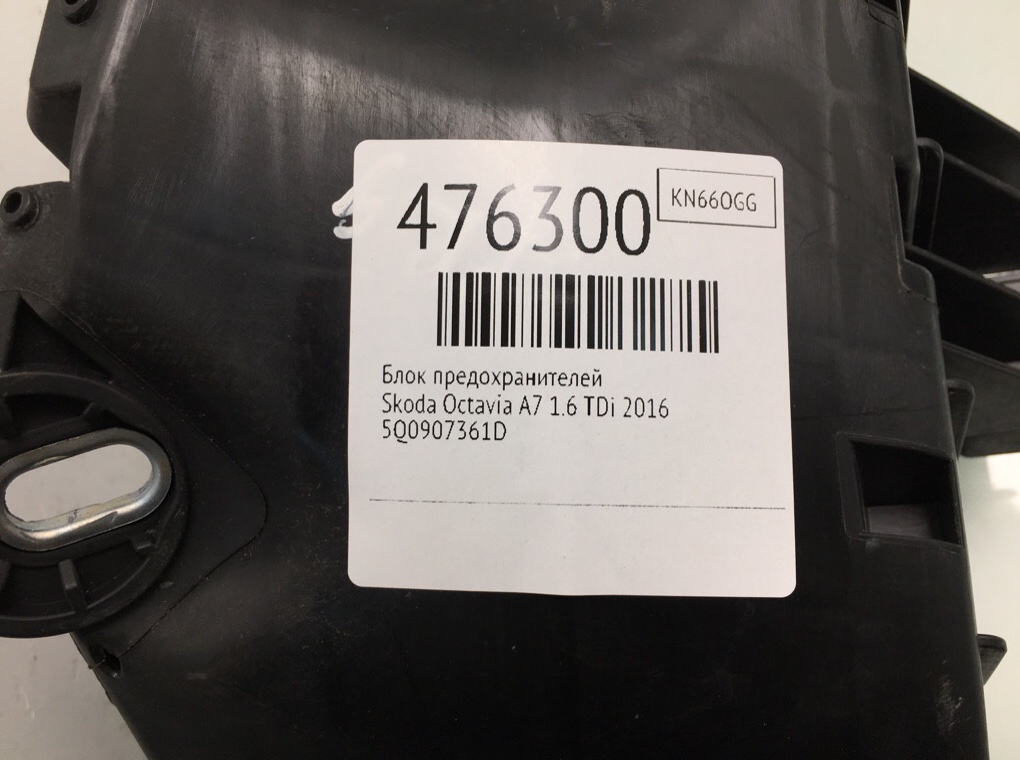 476300
KN66OGG
Блок предохранителей
Skoda Octavia A7 1.6 TDi 2016
5Q0907361D